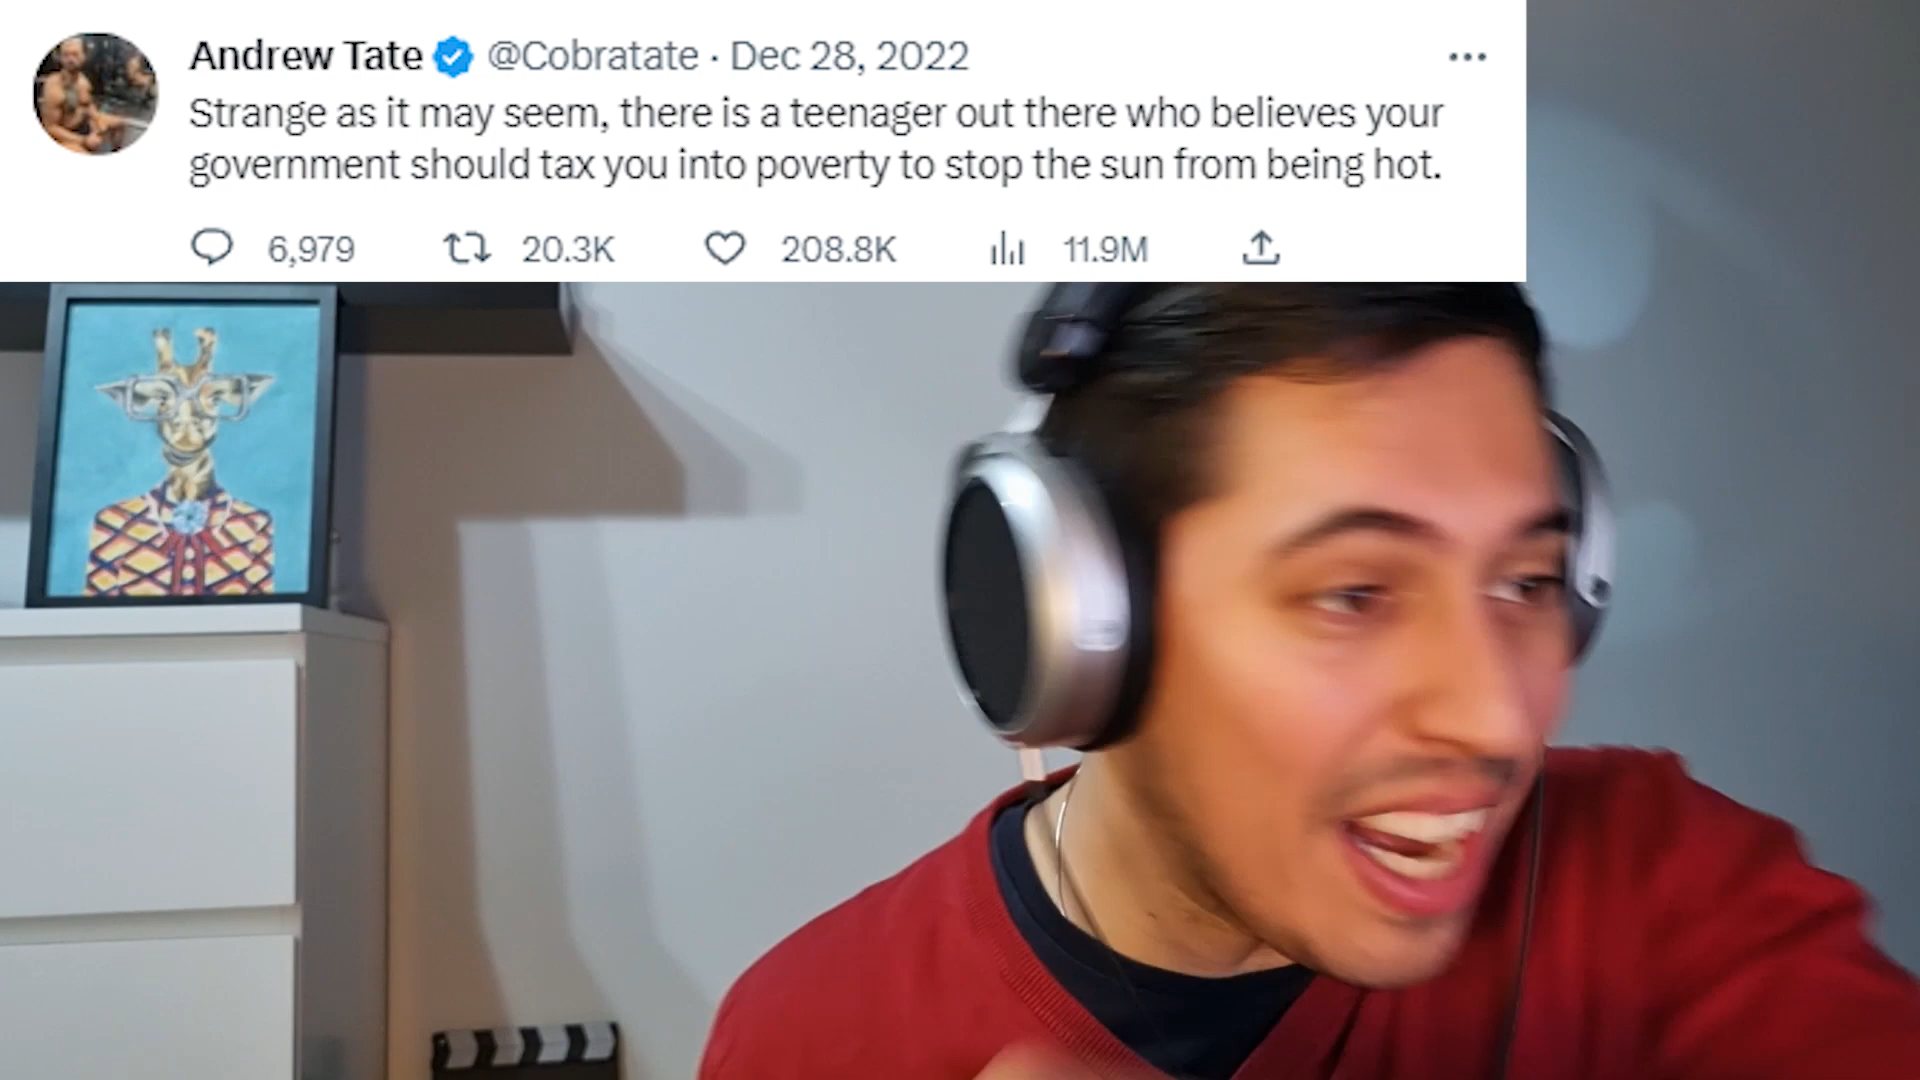 Andrew Tate @Cobratate · Dec 28, 2022
Strange as it may seem, there is a teenager out there who believes your
government should tax you into poverty to stop the sun from being hot.
6,979 20.3K 208.8K 11.9M